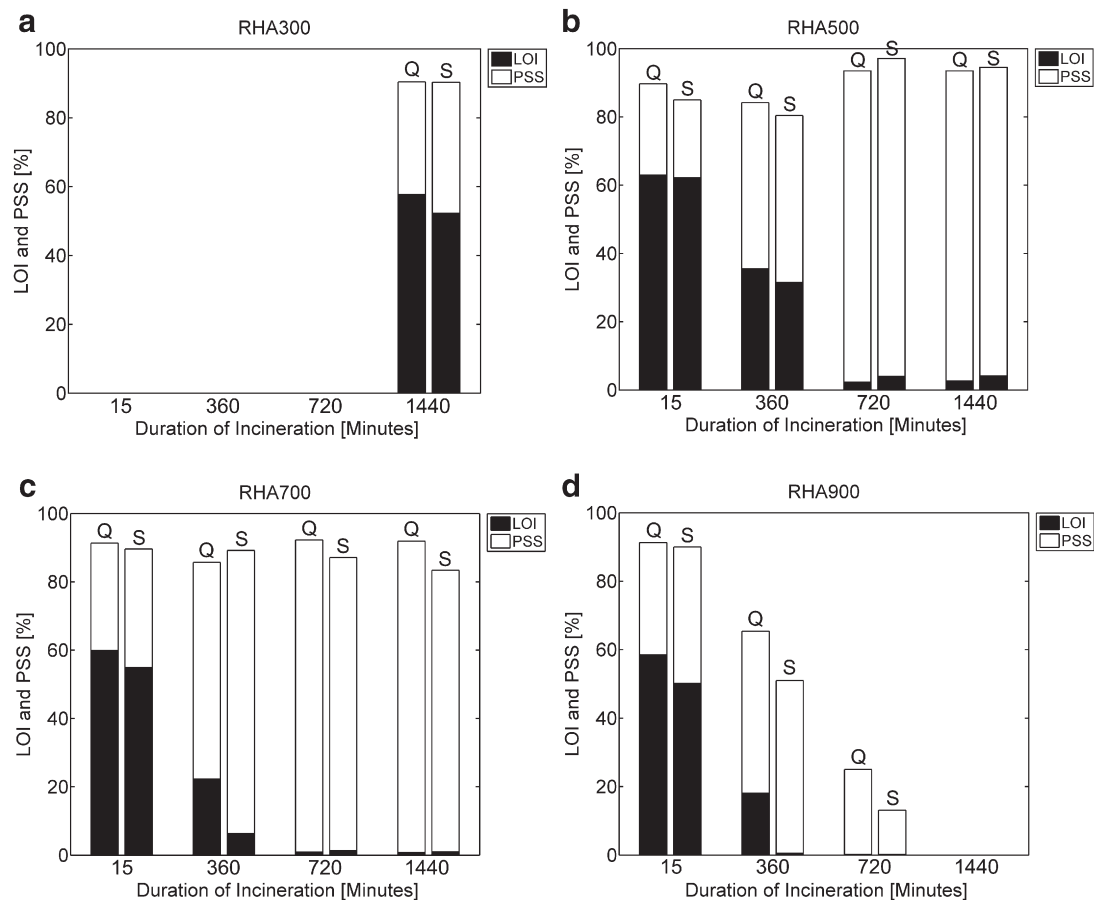 a
RHA300
LOI and PSS [%]
100
80
60
40
20
0
Q S
LOI
PSS
15 360 720 1440
Duration of Incineration [Minutes]
b
RHA500
LOI and PSS [%]
100
80
60
40
20
0
Q S Q S Q S Q S
LOI
PSS
15 360 720 1440
Duration of Incineration [Minutes]
c
RHA700
LOI and PSS [%]
100
80
60
40
20
0
Q S Q S Q S Q S
LOI
PSS
15 360 720 1440
Duration of Incineration [Minutes]
d
RHA900
LOI and PSS [%]
100
80
60
40
20
0
Q S Q S Q S
LOI
PSS
15 360 720 1440
Duration of Incineration [Minutes]